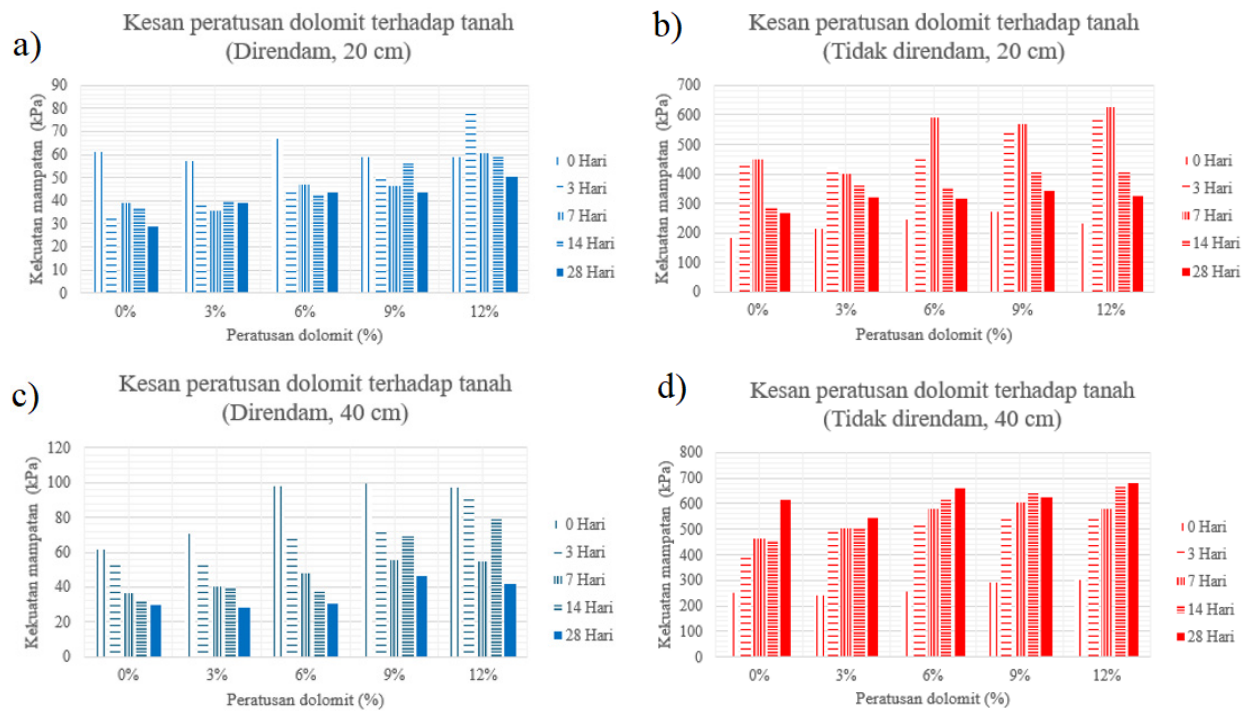 a)
Kesan peratusan dolomit terhadap tanah
(Direndam, 20 cm)
Kekuatan mampatan (kPa)
90
80
70
60
50
40
30
20
10
0
0% 3% 6% 9% 12%
Peratusan dolomit (%)
0 Hari
3 Hari
7 Hari
14 Hari
28 Hari
b)
Kesan peratusan dolomit terhadap tanah
(Tidak direndam, 20 cm)
Kekuatan mampatan (kPa)
700
600
500
400
300
200
100
0
0% 3% 6% 9% 12%
Peratusan dolomit (%)
0 Hari
3 Hari
7 Hari
14 Hari
28 Hari
c)
Kesan peratusan dolomit terhadap tanah
(Direndam, 40 cm)
Kekuatan mampatan (kPa)
120
100
80
60
40
20
0
0% 3% 6% 9% 12%
Peratusan dolomit (%)
0 Hari
3 Hari
7 Hari
14 Hari
28 Hari
d)
Kesan peratusan dolomit terhadap tanah
(Tidak direndam, 40 cm)
Kekuatan mampatan (kPa)
800
700
600
500
400
300
200
100
0
0% 3% 6% 9% 12%
Peratusan dolomit (%)
0 Hari
3 Hari
7 Hari
14 Hari
28 Hari